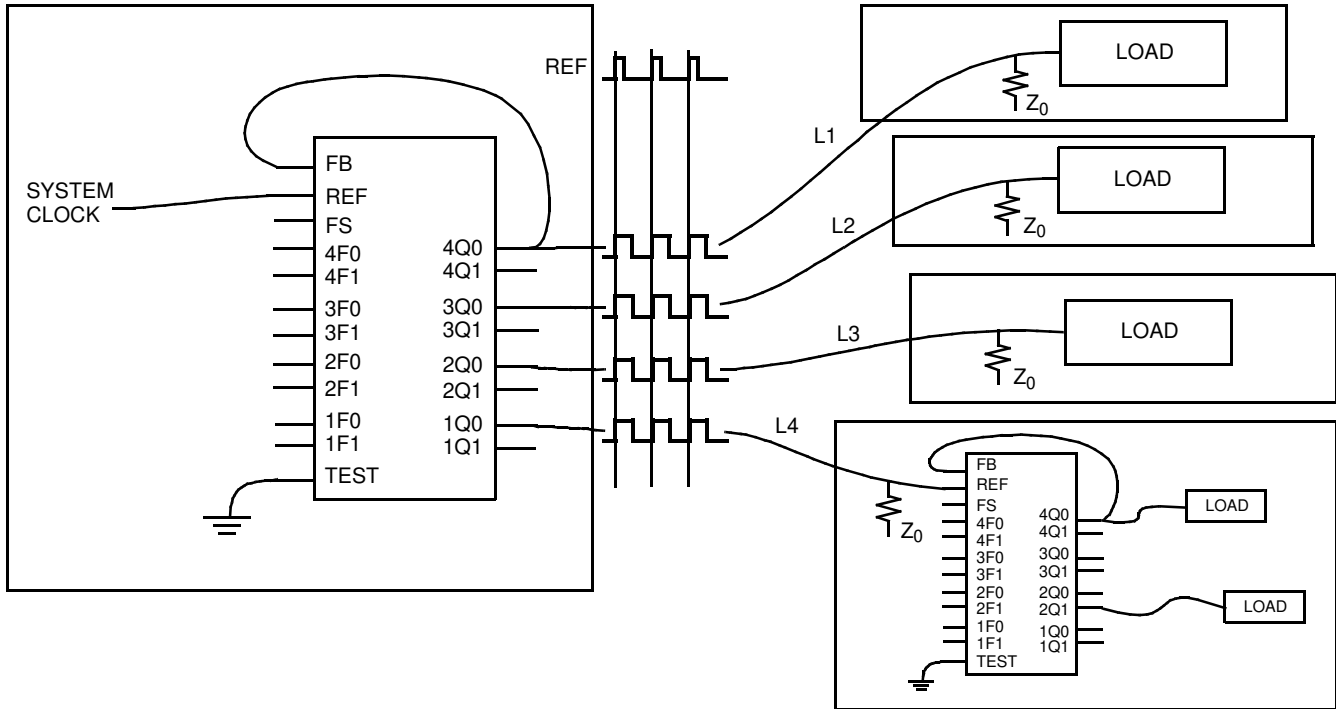 SYSTEM
CLOCK
FB
REF
FS
4F0
4F1
3F0
3F1
2F0
2F1
1F0
1F1
TEST
4Q0
4Q1
3Q0
3Q1
2Q0
2Q1
1Q0
1Q1
REF
L1
L2
L3
L4
LOAD
Z0
LOAD
Z0
LOAD
Z0
Z0
FB
REF
FS
4F0
4F1
3F0
3F1
2F0
2F1
1F0
1F1
TEST
4Q0
4Q1
3Q0
3Q1
2Q0
2Q1
1Q0
1Q1
LOAD
LOAD